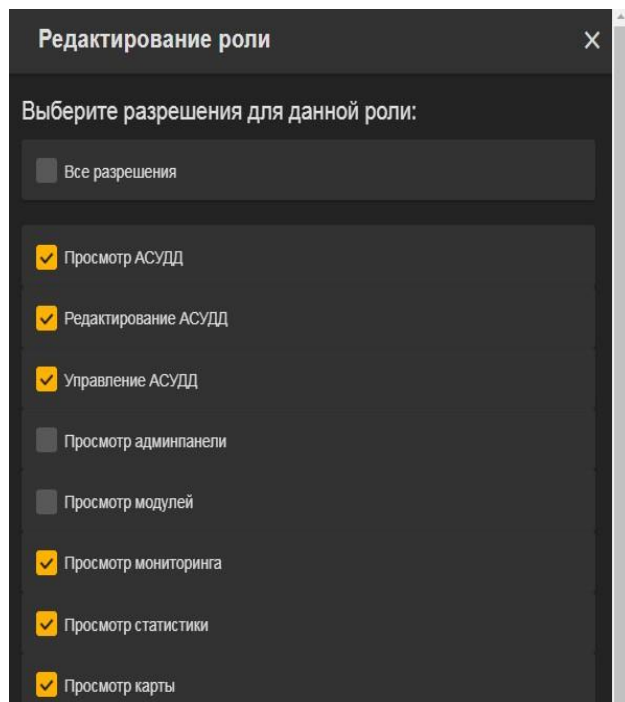 Редактирование роли
Выберите разрешения для данной роли:
Все разрешения
Просмотр АСУДД
Редактирование АСУДД
Управление АСУДД
Просмотр админпанели
Просмотр модулей
Просмотр мониторинга
Просмотр статистики
Просмотр карты